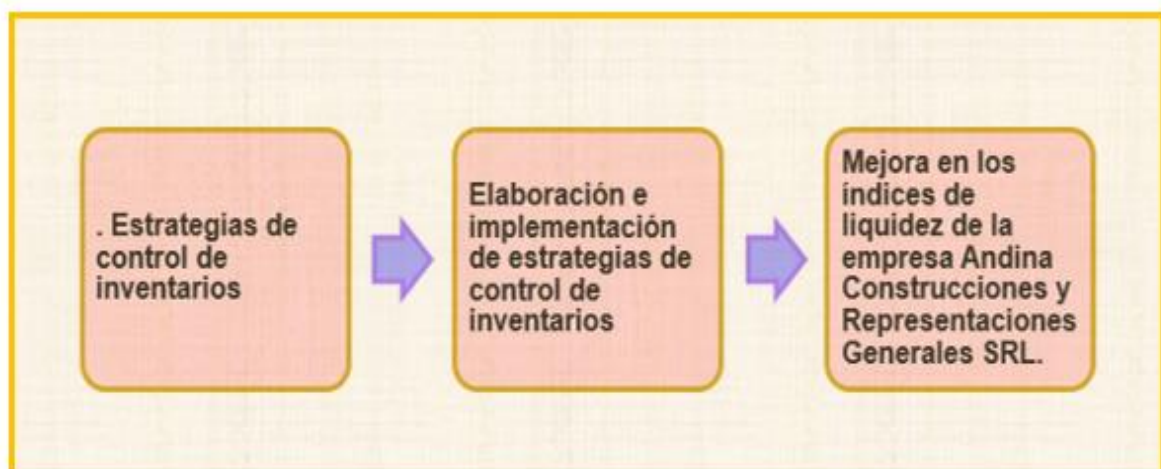 . Estrategias de
control de
inventarios
Elaboración e
implementación
de estrategias de
control de
inventarios
Mejora en los
índices de
liquidez de la
empresa Andina
Construcciones y
Representaciones
Generales SRL.